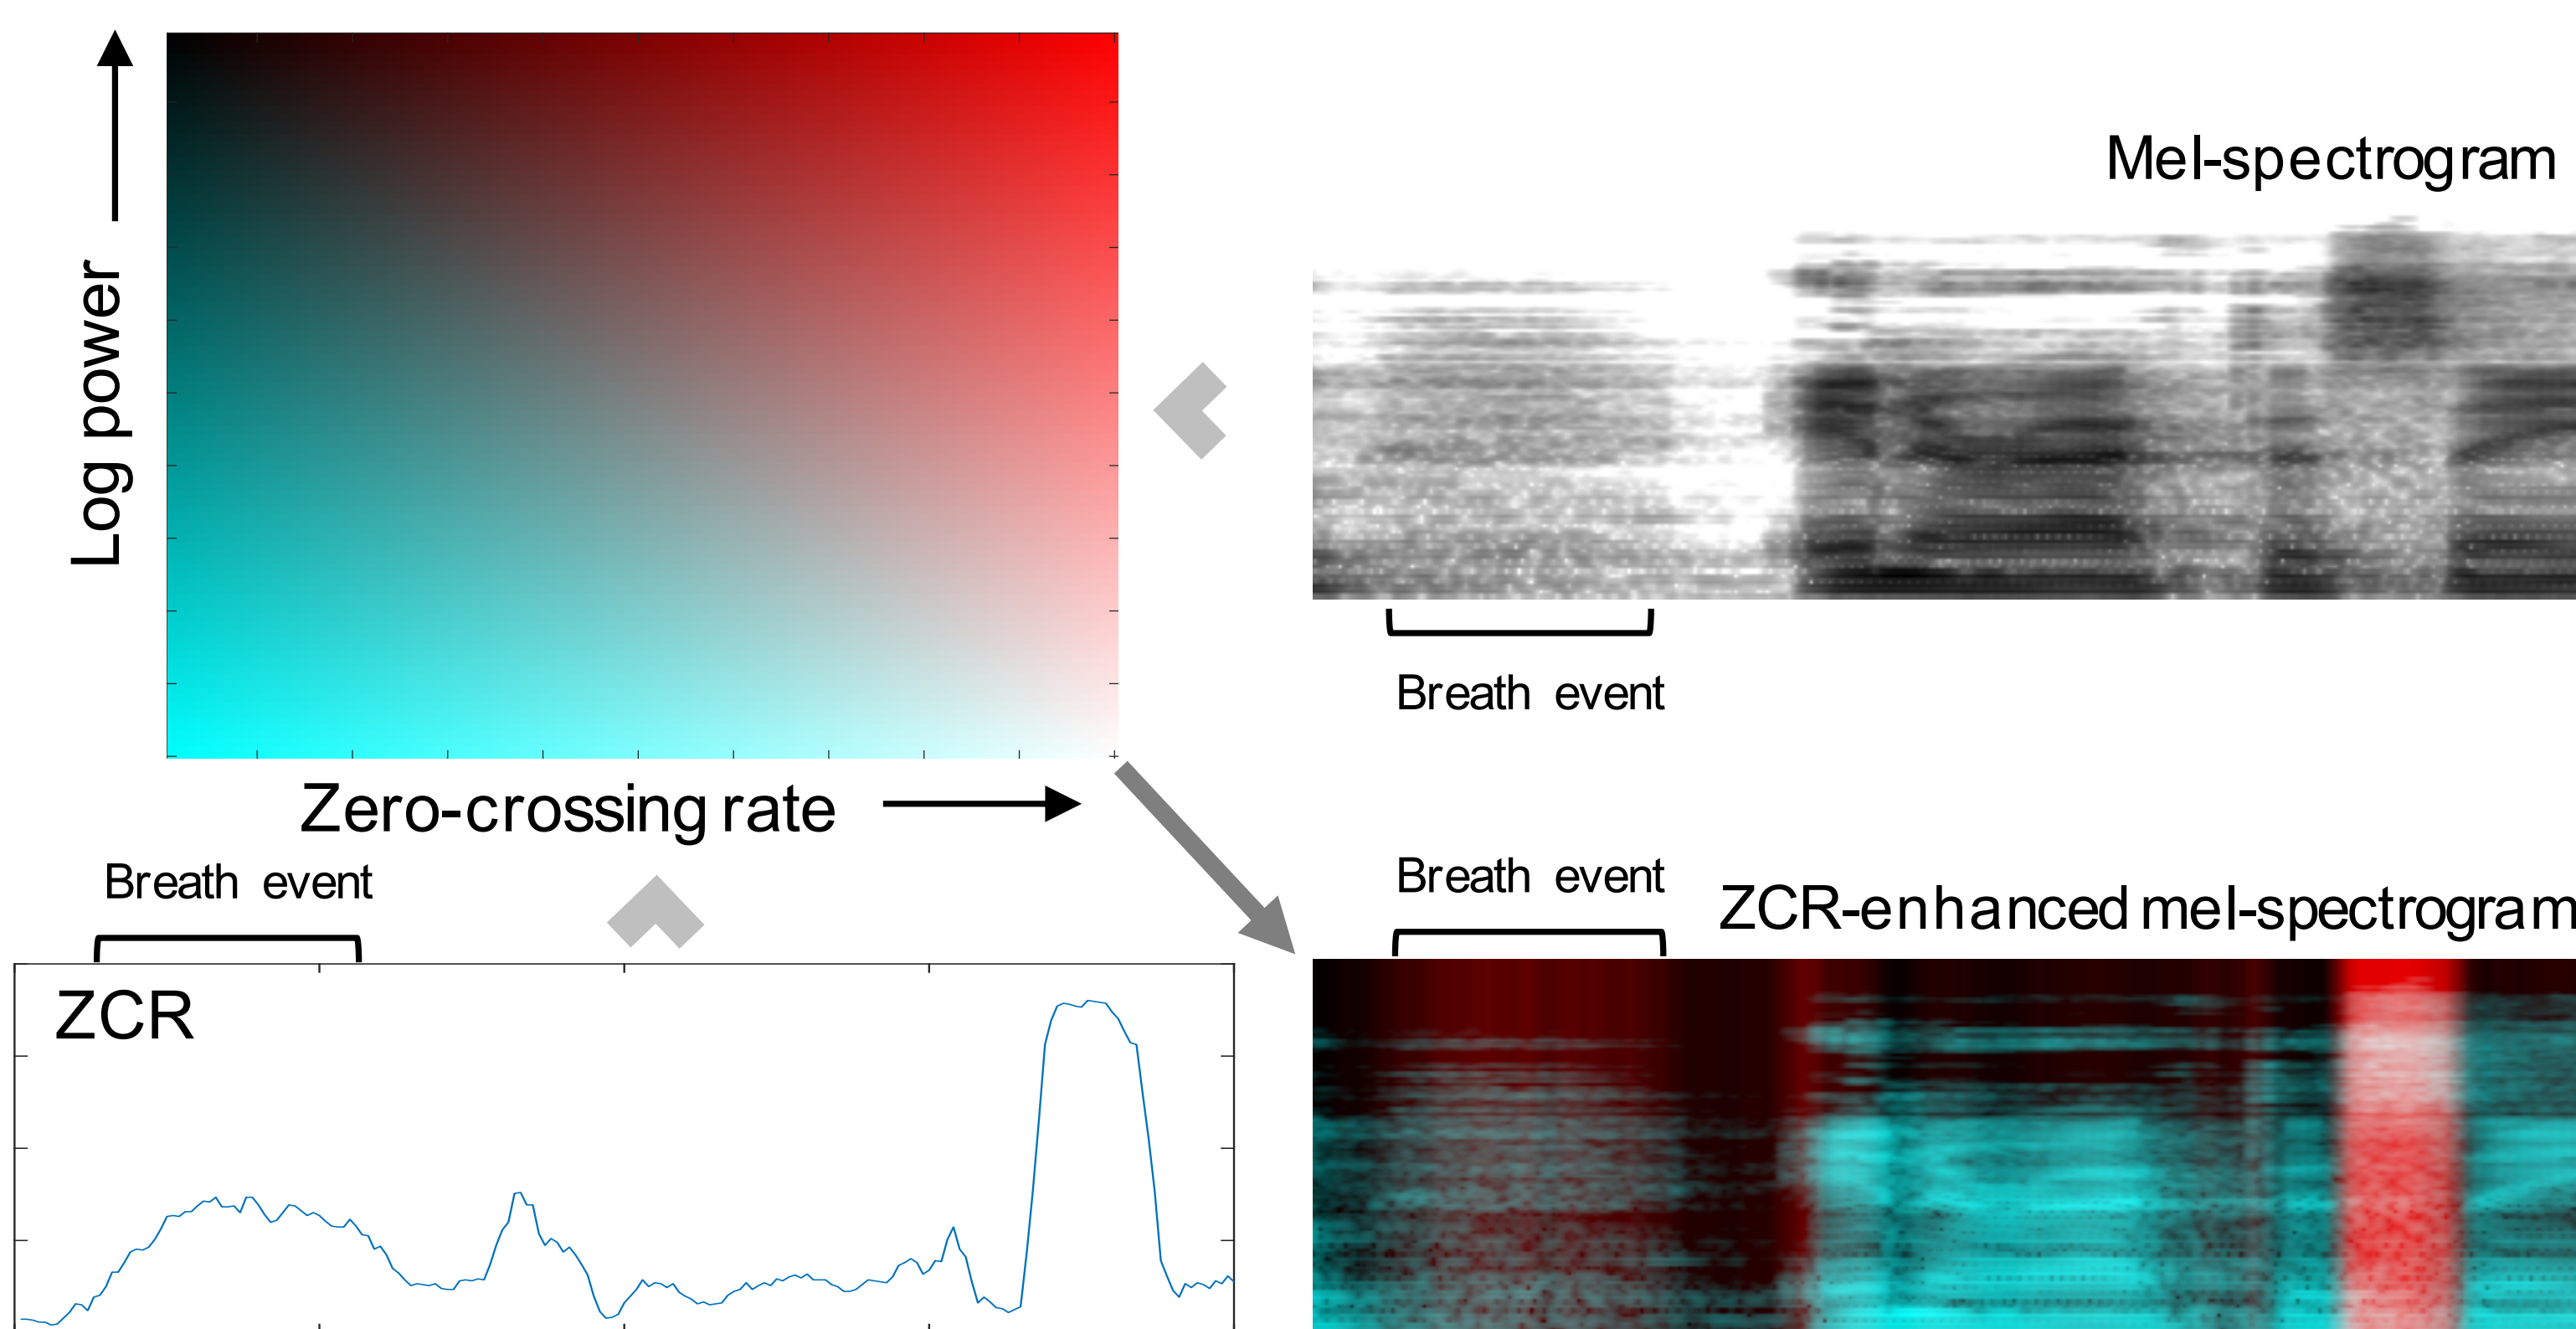 Log power
Mel-spectrogram
Breath event
Zero-crossing rate
Breath event
Breath event
ZCR-enhanced mel-spectrogram
ZCR